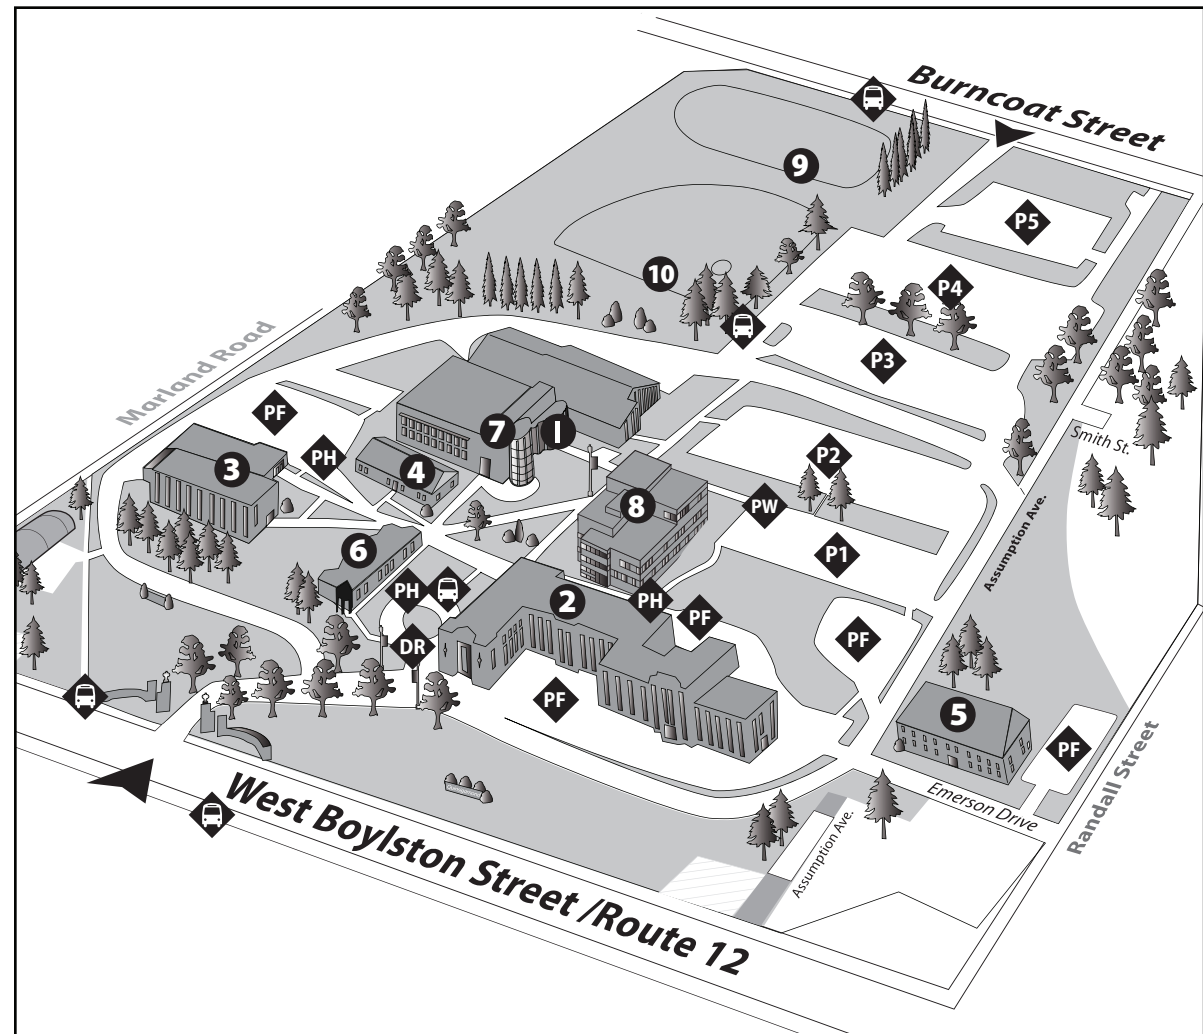 Burncoat Street
9
P5
10
P4
P3
Marland Road
PF
7
I
Smith St.
3
PH
4
P2
8
PW
Assumption Ave.
6
P1
PH
2
PH
PF
PF
DR
PF
5
PF
Emerson Drive
Randall Street
West Boylston Street /Route 12
Assumption Ave.